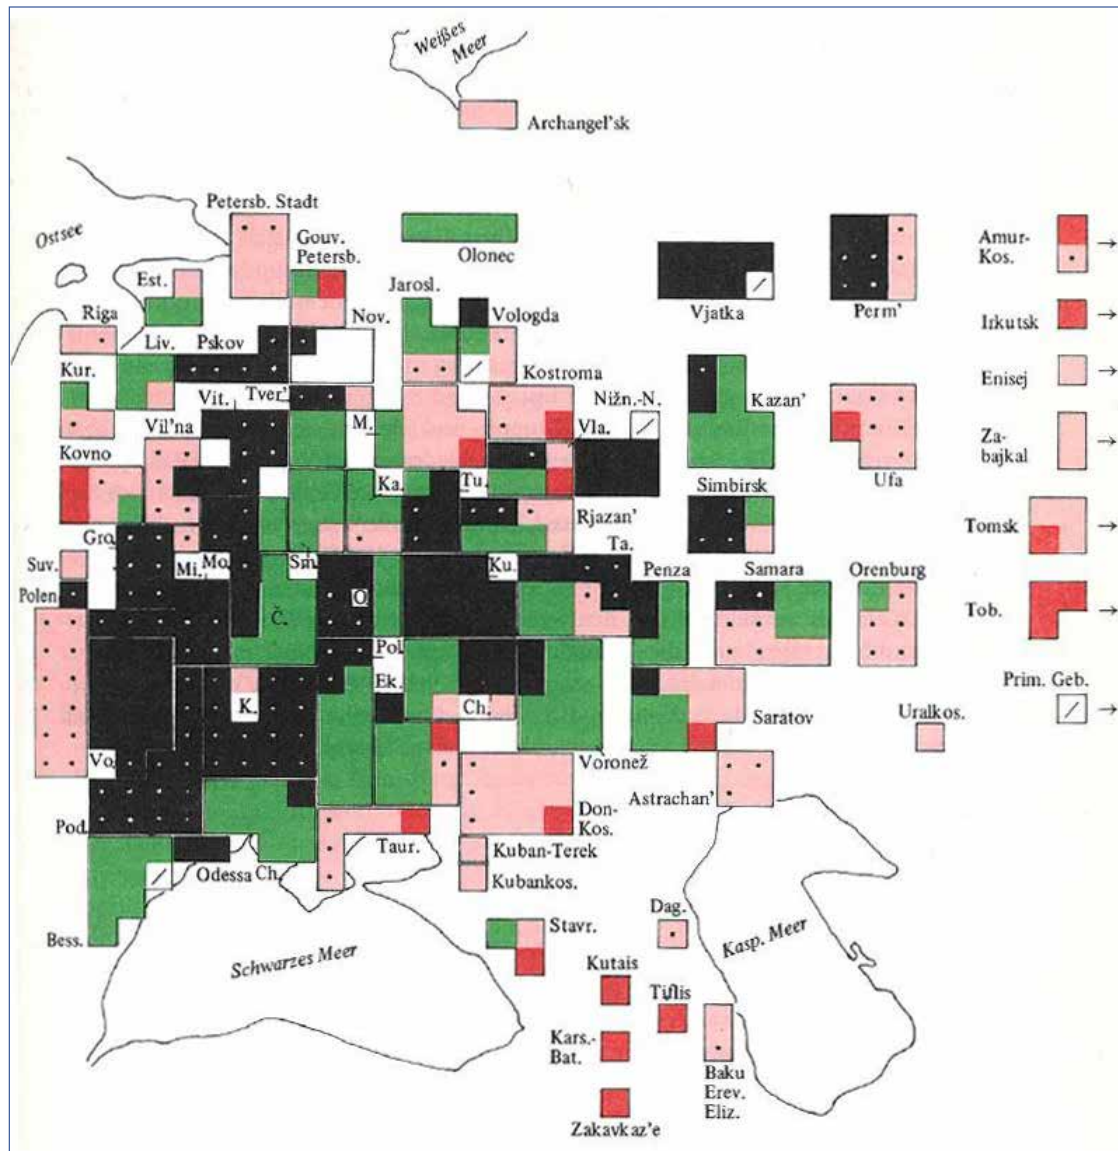 Weißes
Meer
Archangel'sk
Petersb. Stadt
Ostsee
Gouv.
Petersb.
Olonec
Est.
Jarosl.
Riga
Nov.
Vologda
Vjatka
Perm'
Liv.
Pskov
Kur.
Kostroma
Vit.
Tver'
Nižn.-N.
Kazan'
Vil'na
M.
Vla.
Kovno
Ka.
Tu.
Simbirsk
Ufa
Gro.
Rjazan'
Suv.
Mi.
Mo.
Sm.
Ku.
Ta.
Penza
Samara
Orenburg
Polen
Č.
O
Pol.
Ek.
K.
Ch.
Saratov
Uralkos.
Vo.
Voronež
Astrachan'
Pod.
Don-
Kos.
Taur.
Kuban-Terek
Odessa
Ch.
Kubankos.
Bess.
Stavr.
Dag.
Schwarzes Meer
Kasp. Meer
Kutais
Tiflis
Kars.-
Bat.
Baku
Erev.
Eliz.
Zakavkaz'e
Amur-
Kos.
Irkutsk
Enisej
Za-
bajkal
Tomsk
Tob.
Prim. Geb.